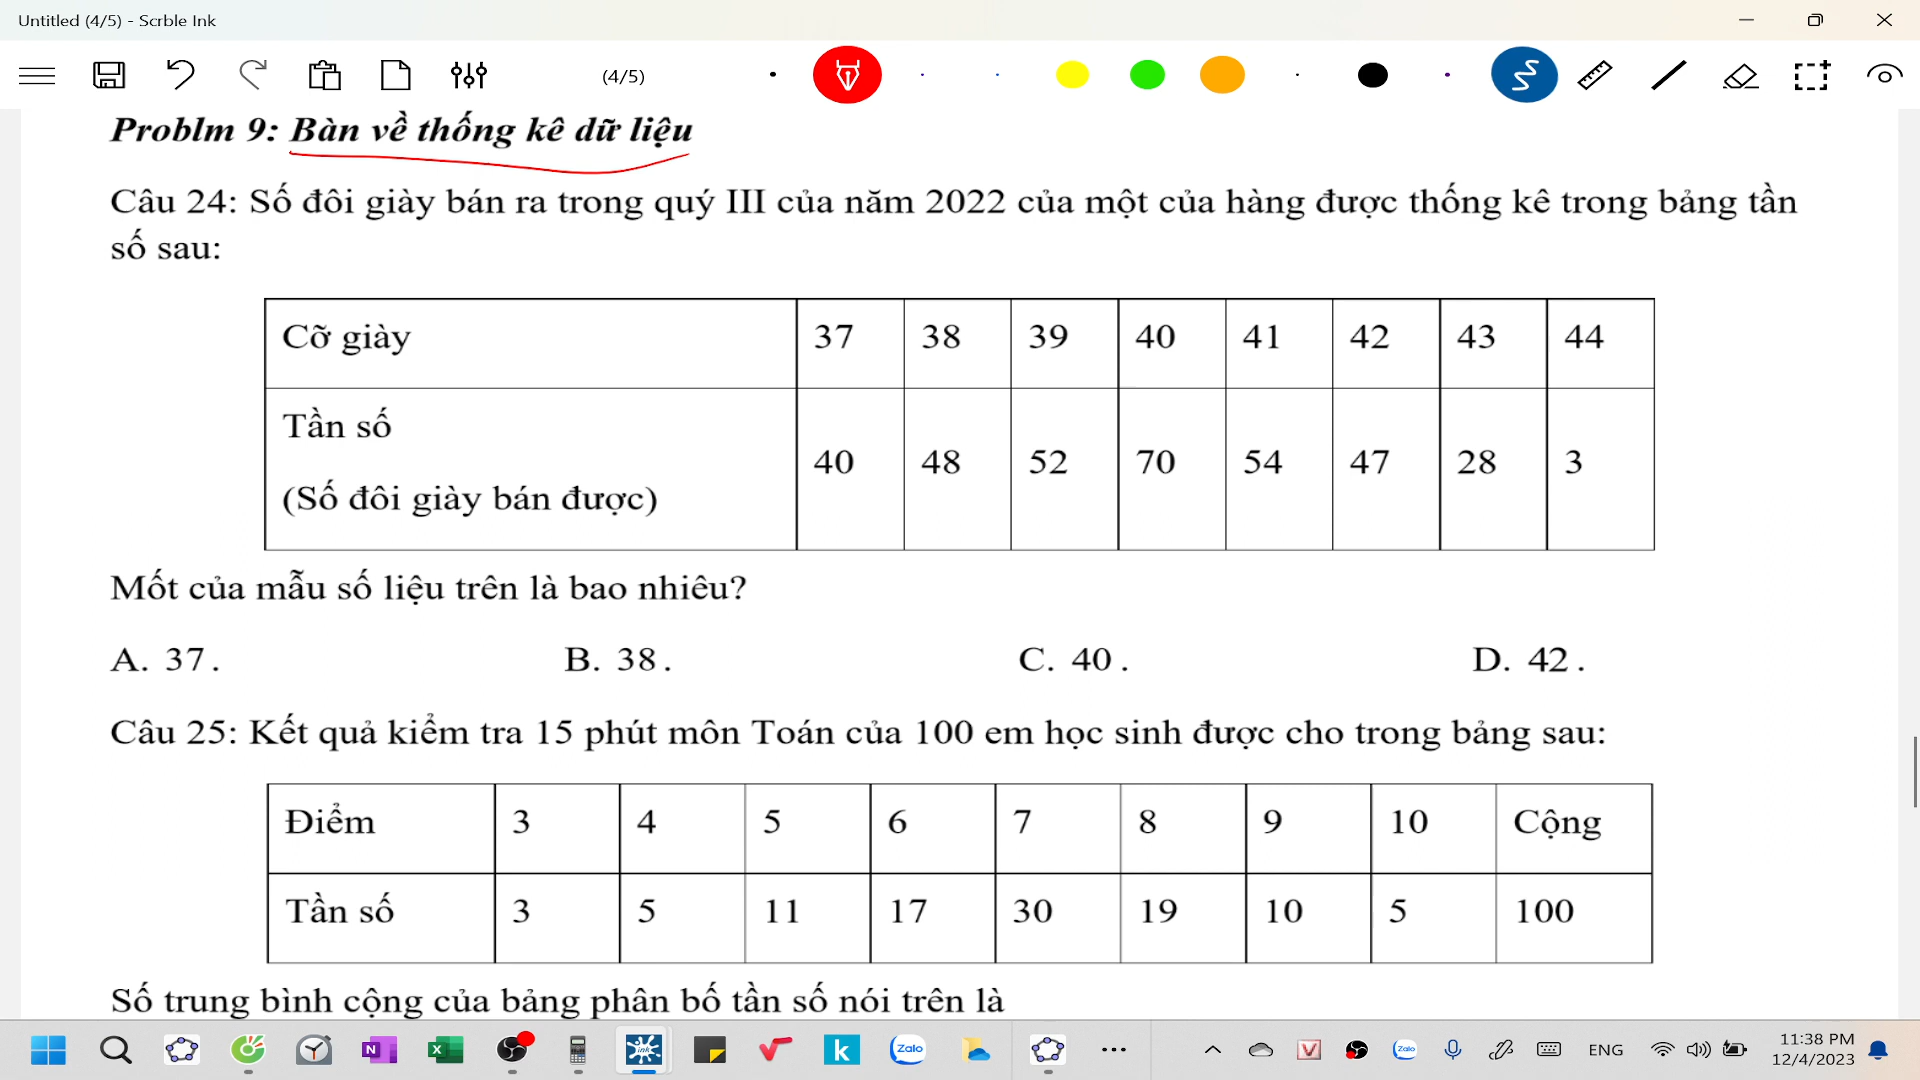 Untitled (4/5) - Scrble Ink
(4/5)
Problm 9: Bàn về thống kê dữ liệu
Câu 24: Số đôi giày bán ra trong quý III của năm 2022 của một của hàng được thống kê trong bảng tần
số sau:
Cỡ giày 37 38 39 40 41 42 43 44
Tần số
(Số đôi giày bán được) 40 48 52 70 54 47 28 3
Mốt của mẫu số liệu trên là bao nhiêu?
A. 37. B. 38. C. 40. D. 42.
Câu 25: Kết quả kiểm tra 15 phút môn Toán của 100 em học sinh được cho trong bảng sau:
Điểm 3 4 5 6 7 8 9 10 Cộng
Tần số 3 5 11 17 30 19 10 5 100
Số trung bình cộng của bảng phân bố tần số nói trên là
N X ink k Zalo V Zalo ENG 11:38 PM
12/4/2023